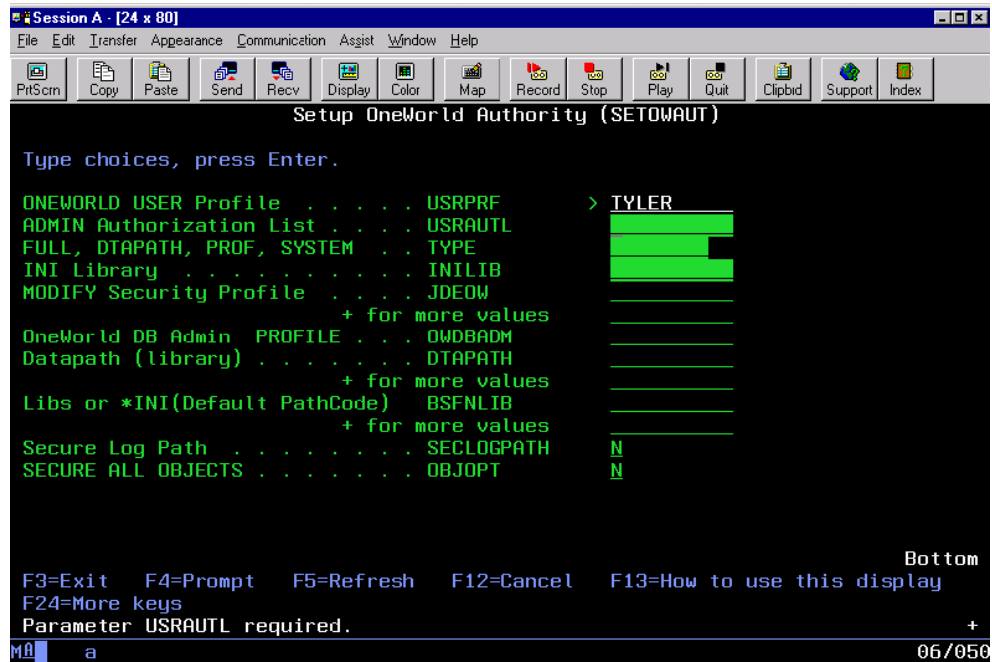 Session A - [24 x 80]
File Edit Transfer Appearance Communication Assist Window Help
PrtScrn Copy Paste Send Recv Display Color Map Record Stop Play Quit Clipbrd Support Index
Setup OneWorld Authority (SETOWAUT)
Type choices, press Enter.
ONEWORLD USER Profile . . . . . USRPRF > TYLER
ADMIN Authorization List . . . . USRAUTL
FULL, DTAPATH, PROF, SYSTEM . . TYPE
INI Library . . . . . . . . . . INILIB
MODIFY Security Profile . . . . JDEOW
+ for more values
OneWorld DB Admin PROFILE . . . OWDBADM
Datapath (library) . . . . . . . DTAPATH
+ for more values
Libs or *INI(Default PathCode) BSFNLIB
+ for more values
Secure Log Path . . . . . . . . SECLOGPATH N
SECURE ALL OBJECTS . . . . . . . OBJOPT N
Bottom
F3=Exit F4=Prompt F5=Refresh F12=Cancel F13=How to use this display
F24=More keys
Parameter USRAUTL required. +
MA a 06/050